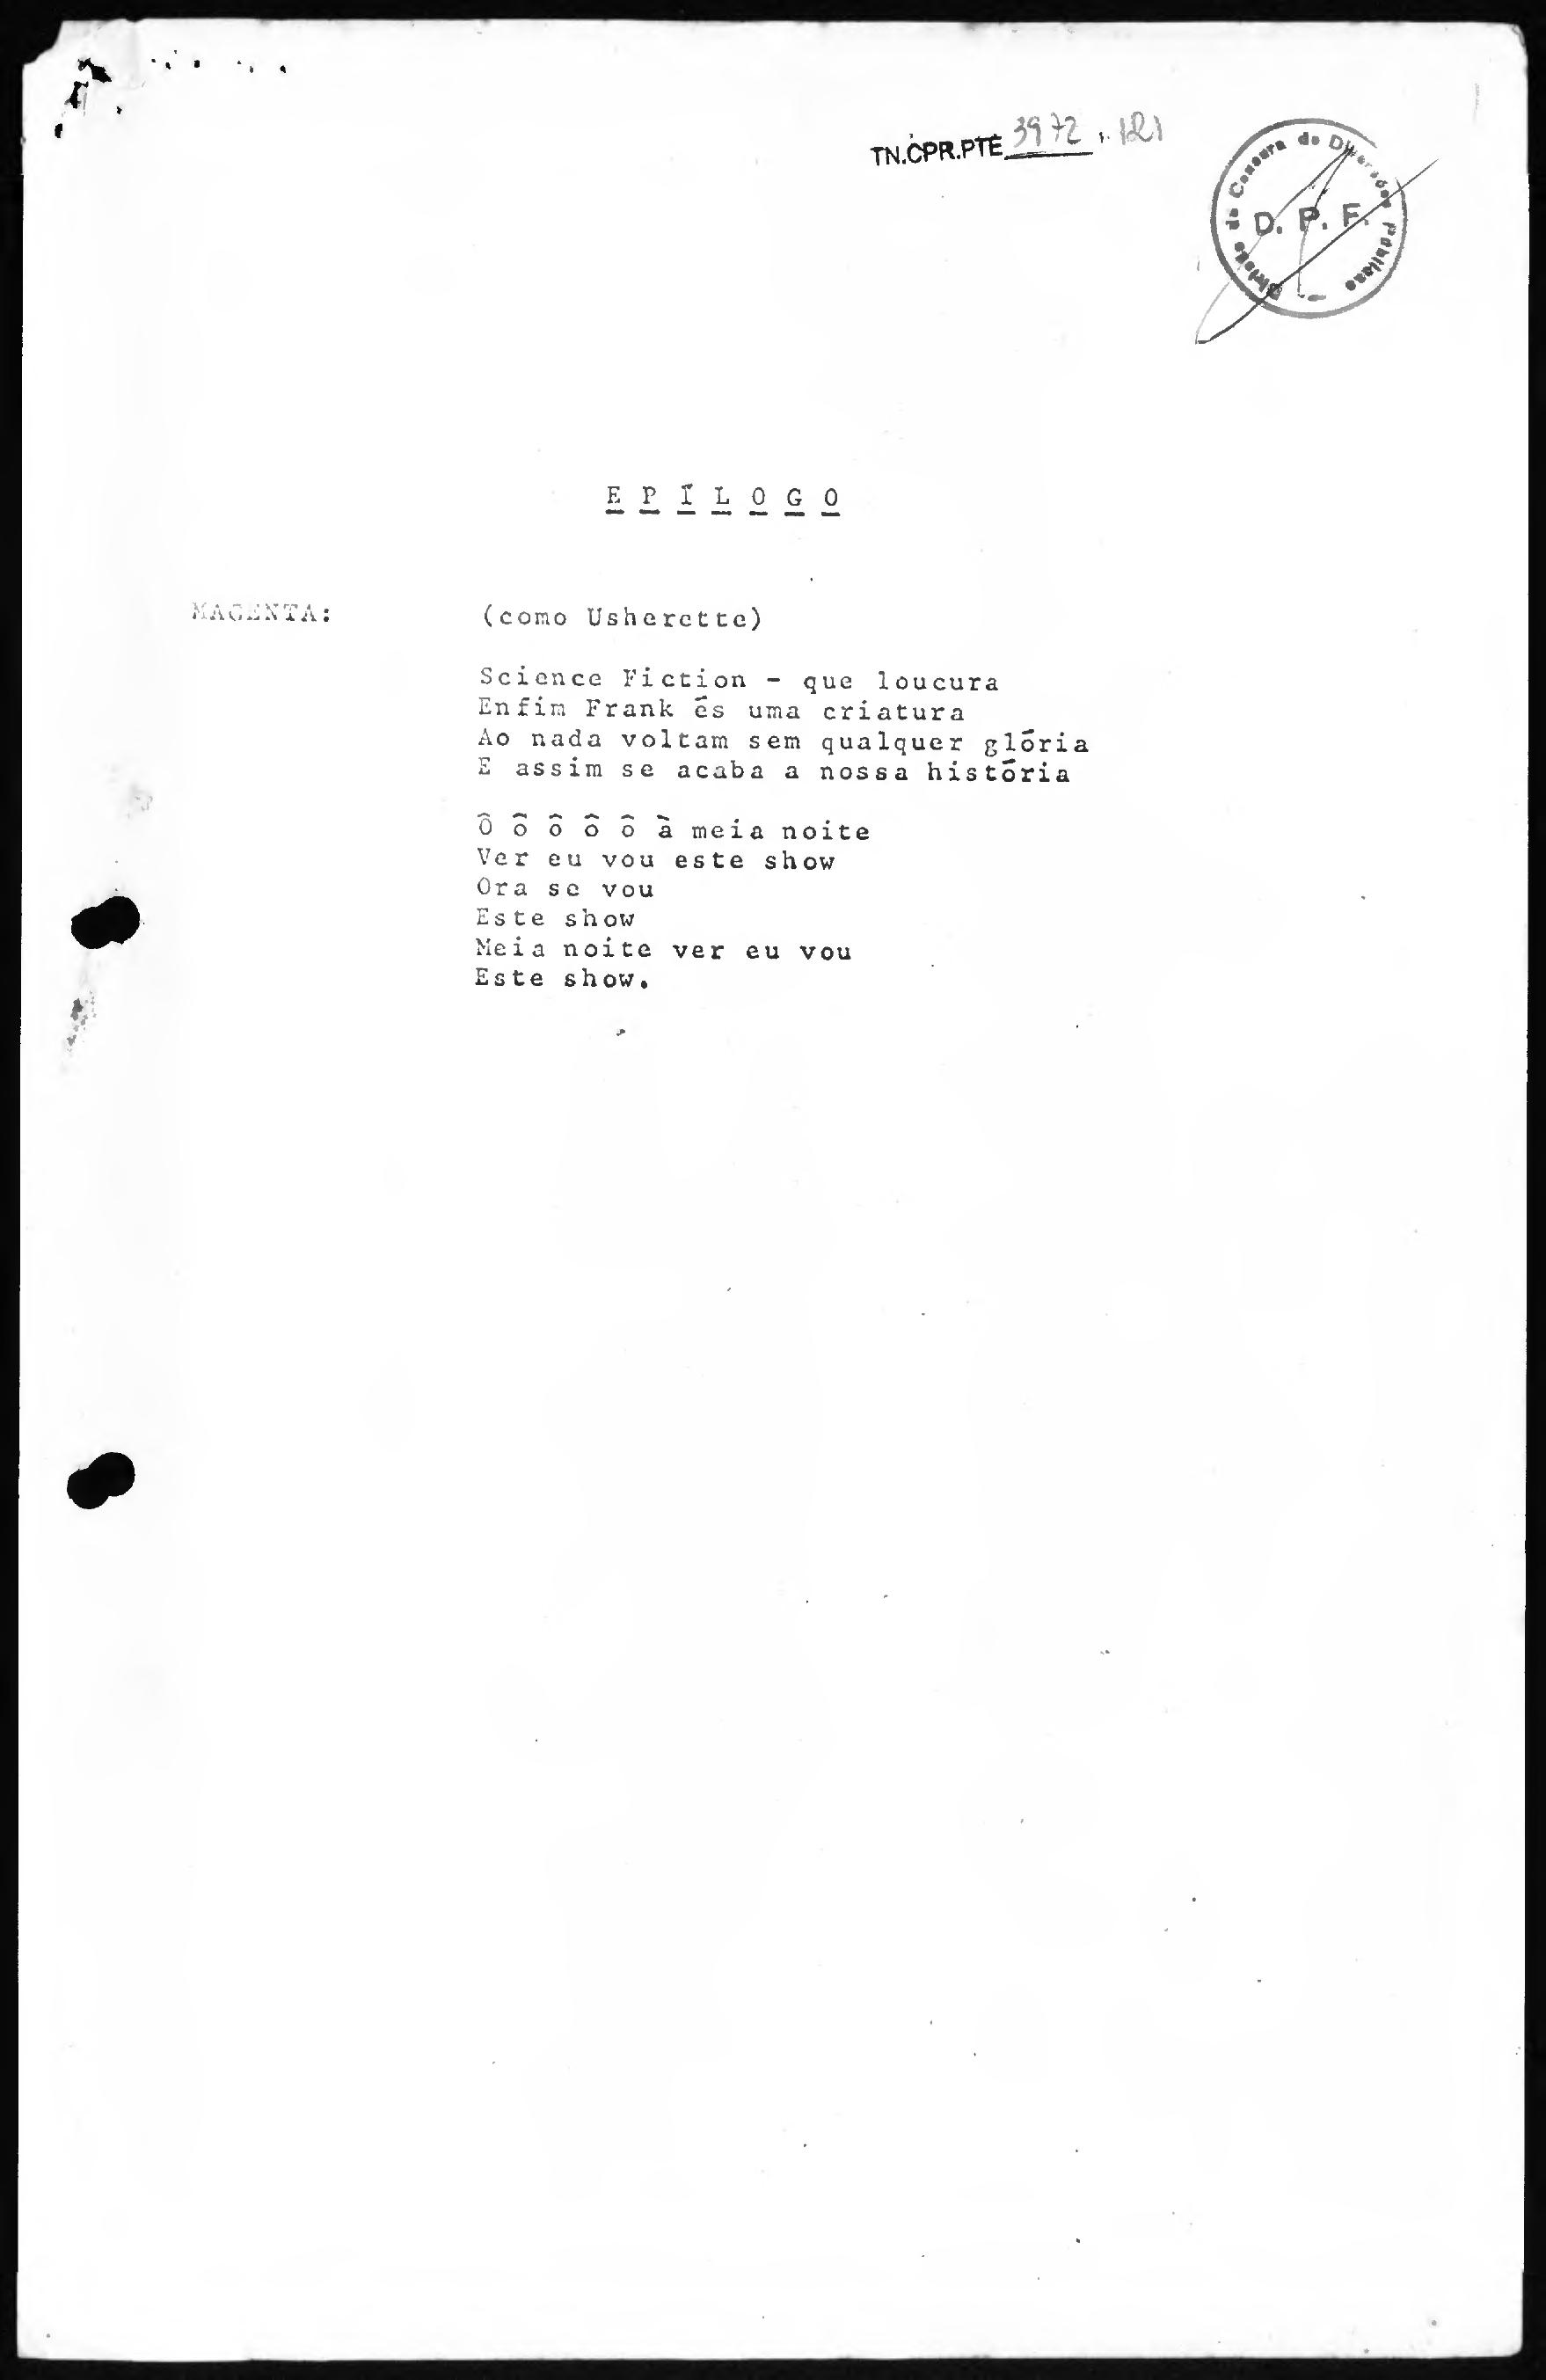 TN.CPR.PTE 3972, 121
Divisão de Censura de Diversões Públicas
D. P. F.
E P Í L O G O
MAGENTA: (como Usherette)
Science Fiction - que loucura
Enfim Frank és uma criatura
Ao nada voltam sem qualquer glória
E assim se acaba a nossa história
Ô ô ô ô ô à meia noite
Ver eu vou este show
Ora se vou
Este show
Meia noite ver eu vou
Este show.